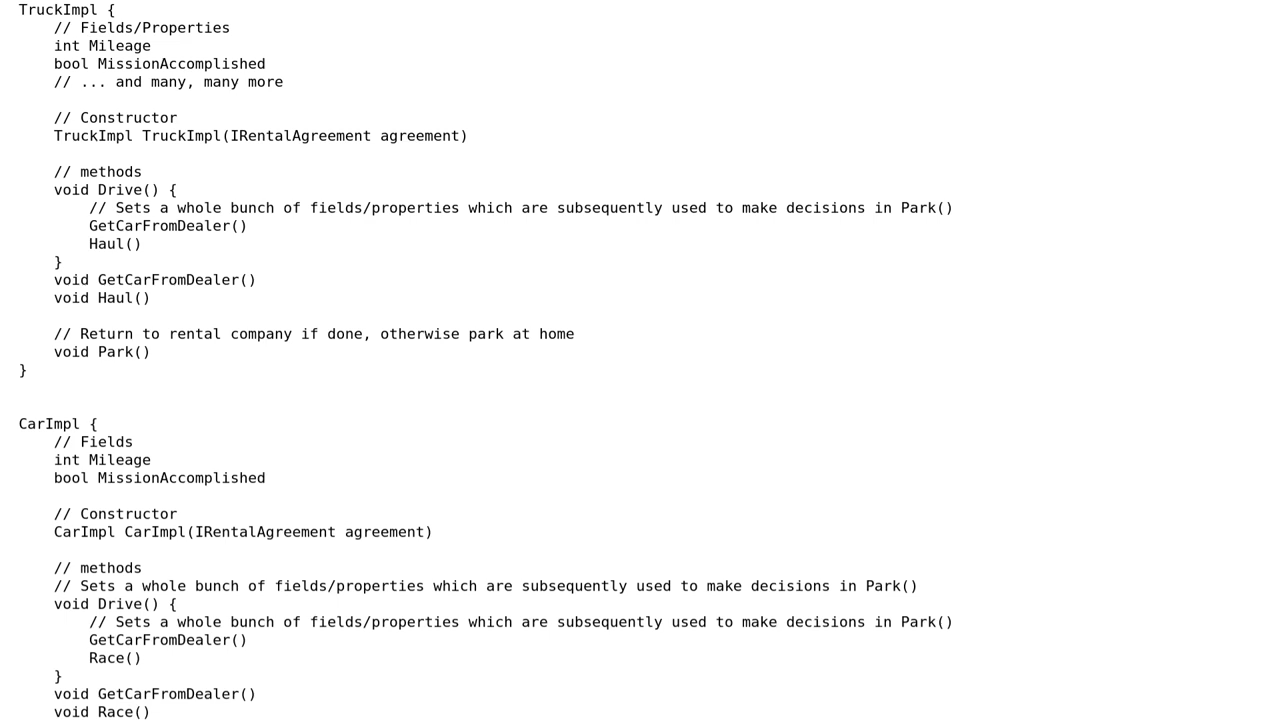 TruckImpl {
    // Fields/Properties
    int Mileage
    bool MissionAccomplished
    // ... and many, many more

    // Constructor
    TruckImpl TruckImpl(IRentalAgreement agreement)

    // methods
    void Drive() {
        // Sets a whole bunch of fields/properties which are subsequently used to make decisions in Park()
        GetCarFromDealer()
        Haul()
    }
    void GetCarFromDealer()
    void Haul()

    // Return to rental company if done, otherwise park at home
    void Park()
}


CarImpl {
    // Fields
    int Mileage
    bool MissionAccomplished

    // Constructor
    CarImpl CarImpl(IRentalAgreement agreement)

    // methods
    // Sets a whole bunch of fields/properties which are subsequently used to make decisions in Park()
    void Drive() {
        // Sets a whole bunch of fields/properties which are subsequently used to make decisions in Park()
        GetCarFromDealer()
        Race()
    }
    void GetCarFromDealer()
    void Race()